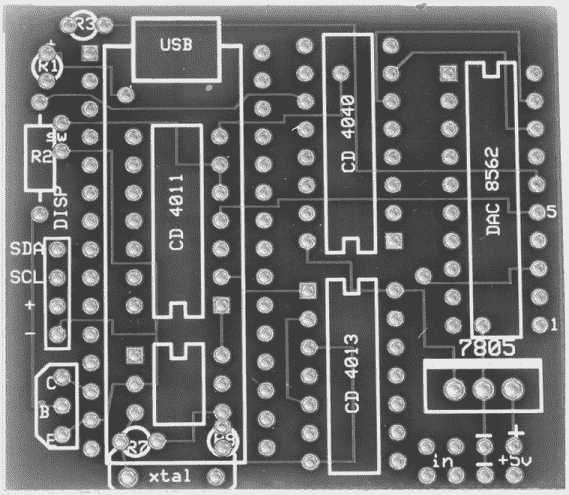 R3
USB
R1
CD 4040
SW
R2
CD 4011
DAC 8562
DISP
5
SDA
SCL
+
-
1
7805
CD 4013
C
B
E
R7
+
in
+5v
xtal